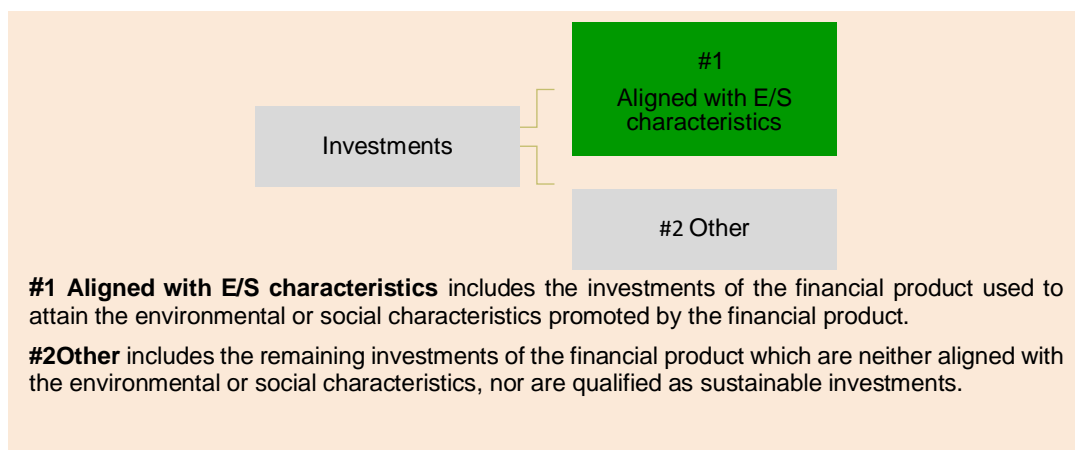 #1
Aligned with E/S
characteristics
Investments
#2 Other
#1 Aligned with E/S characteristics includes the investments of the financial product used to
attain the environmental or social characteristics promoted by the financial product.
#2Other includes the remaining investments of the financial product which are neither aligned with
the environmental or social characteristics, nor are qualified as sustainable investments.